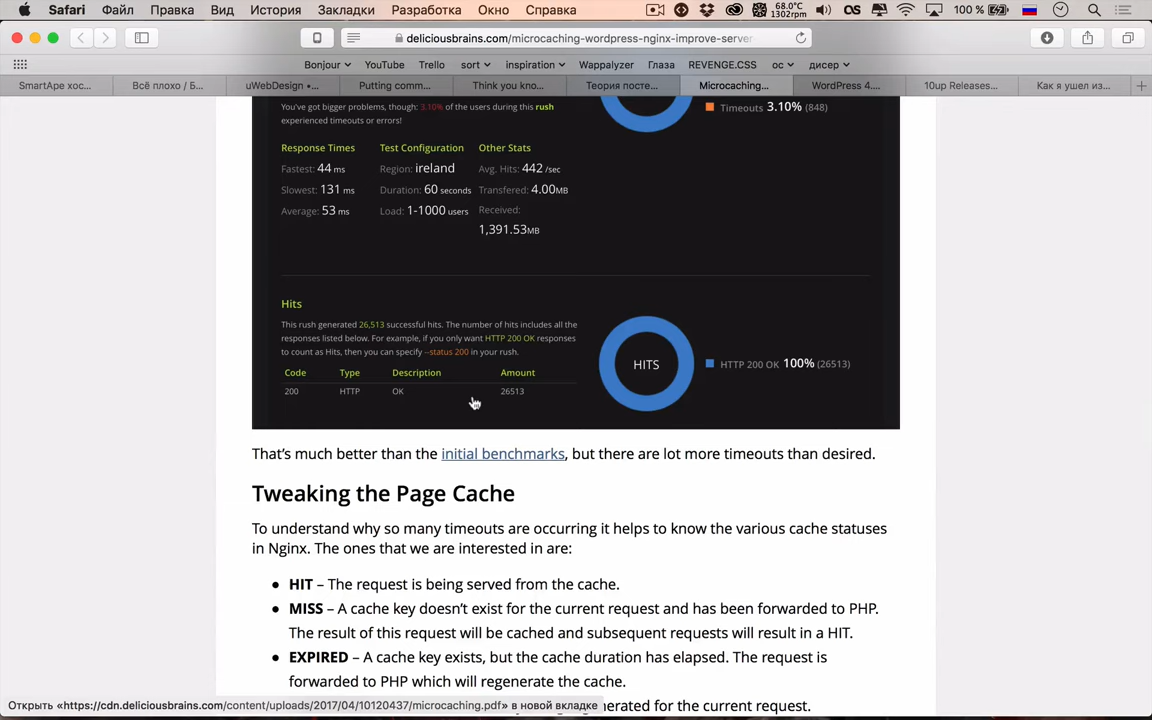 Safari Файл Правка Вид История Закладки Разработка Окно Справка 68.0°C 1302rpm 100 %
deliciousbrains.com/microcaching-wordpress-nginx-improve-server
Bonjour YouTube Trello sort inspiration Wappalyzer Глаза REVENGE.CSS ос дисер
SmartApe хос... Всё плохо / Б... uWebDesign •... Putting comm... Think you kno... Теория посте... Microcaching... WordPress 4.... 10up Releases... Как я ушел из...
You've got bigger problems, though: 3.10% of the users during this rush
experienced timeouts or errors!
Timeouts 3.10% (848)
Response Times Test Configuration Other Stats
Fastest: 44 ms Region: ireland Avg. Hits: 442 /sec
Slowest: 131 ms Duration: 60 seconds Transfered: 4.00MB
Average: 53 ms Load: 1-1000 users Received:
1,391.53MB
Hits
This rush generated 26,513 successful hits. The number of hits includes all the
responses listed below. For example, if you only want HTTP 200 OK responses
to count as Hits, then you can specify --status 200 in your rush.
Code Type Description Amount
200 HTTP OK 26513
HITS
HTTP 200 OK 100% (26513)
That's much better than the initial benchmarks, but there are lot more timeouts than desired.
Tweaking the Page Cache
To understand why so many timeouts are occurring it helps to know the various cache statuses
in Nginx. The ones that we are interested in are:
• HIT – The request is being served from the cache.
• MISS – A cache key doesn't exist for the current request and has been forwarded to PHP.
The result of this request will be cached and subsequent requests will result in a HIT.
• EXPIRED – A cache key exists, but the cache duration has elapsed. The request is
forwarded to PHP which will regenerate the cache.
Открыть «https://cdn.deliciousbrains.com/content/uploads/2017/04/10120437/microcaching.pdf» в новой вкладке
for the current request.